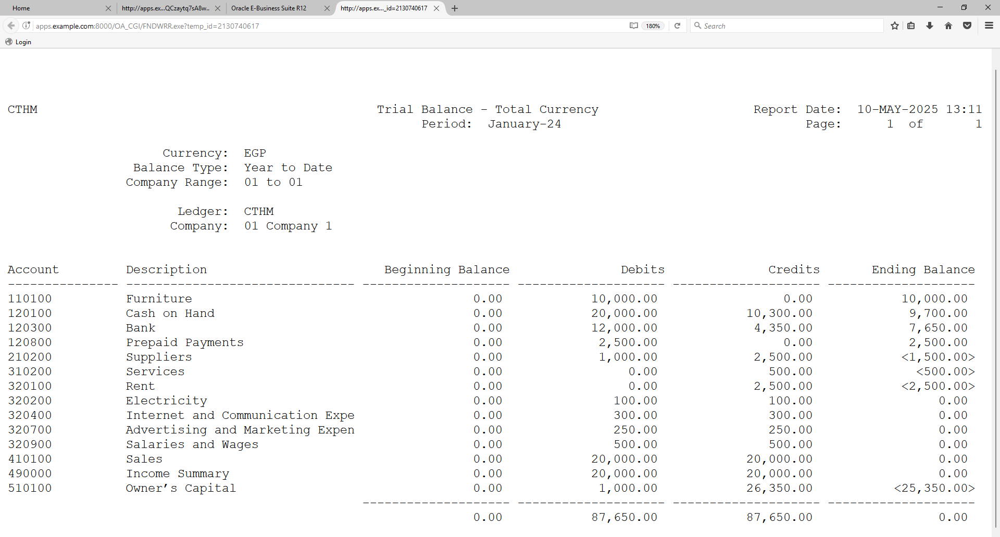 Home
http://apps.ex...QCzaytq7sA8w..
Oracle E-Business Suite R12
http://apps.ex..._id=2130740617
apps.example.com:8000/OA_CGI/FNDWRR.exe?temp_id=2130740617
180%
Search
Login
CTHM Trial Balance - Total Currency Report Date: 10-MAY-2025 13:11
Period: January-24 Page: 1 of 1
Currency: EGP
Balance Type: Year to Date
Company Range: 01 to 01
Ledger: CTHM
Company: 01 Company 1
Account Description Beginning Balance Debits Credits Ending Balance
--------------- ------------------------------- -------------------- -------------------- -------------------- --------------------
110100 Furniture 0.00 10,000.00 0.00 10,000.00
120100 Cash on Hand 0.00 20,000.00 10,300.00 9,700.00
120300 Bank 0.00 12,000.00 4,350.00 7,650.00
120800 Prepaid Payments 0.00 2,500.00 0.00 2,500.00
210200 Suppliers 0.00 1,000.00 2,500.00 <1,500.00>
310200 Services 0.00 0.00 500.00 <500.00>
320100 Rent 0.00 0.00 2,500.00 <2,500.00>
320200 Electricity 0.00 100.00 100.00 0.00
320400 Internet and Communication Expe 0.00 300.00 300.00 0.00
320700 Advertising and Marketing Expen 0.00 250.00 250.00 0.00
320900 Salaries and Wages 0.00 500.00 500.00 0.00
410100 Sales 0.00 20,000.00 20,000.00 0.00
490000 Income Summary 0.00 20,000.00 20,000.00 0.00
510100 Owner's Capital 0.00 1,000.00 26,350.00 <25,350.00>
-------------------- -------------------- -------------------- --------------------
0.00 87,650.00 87,650.00 0.00